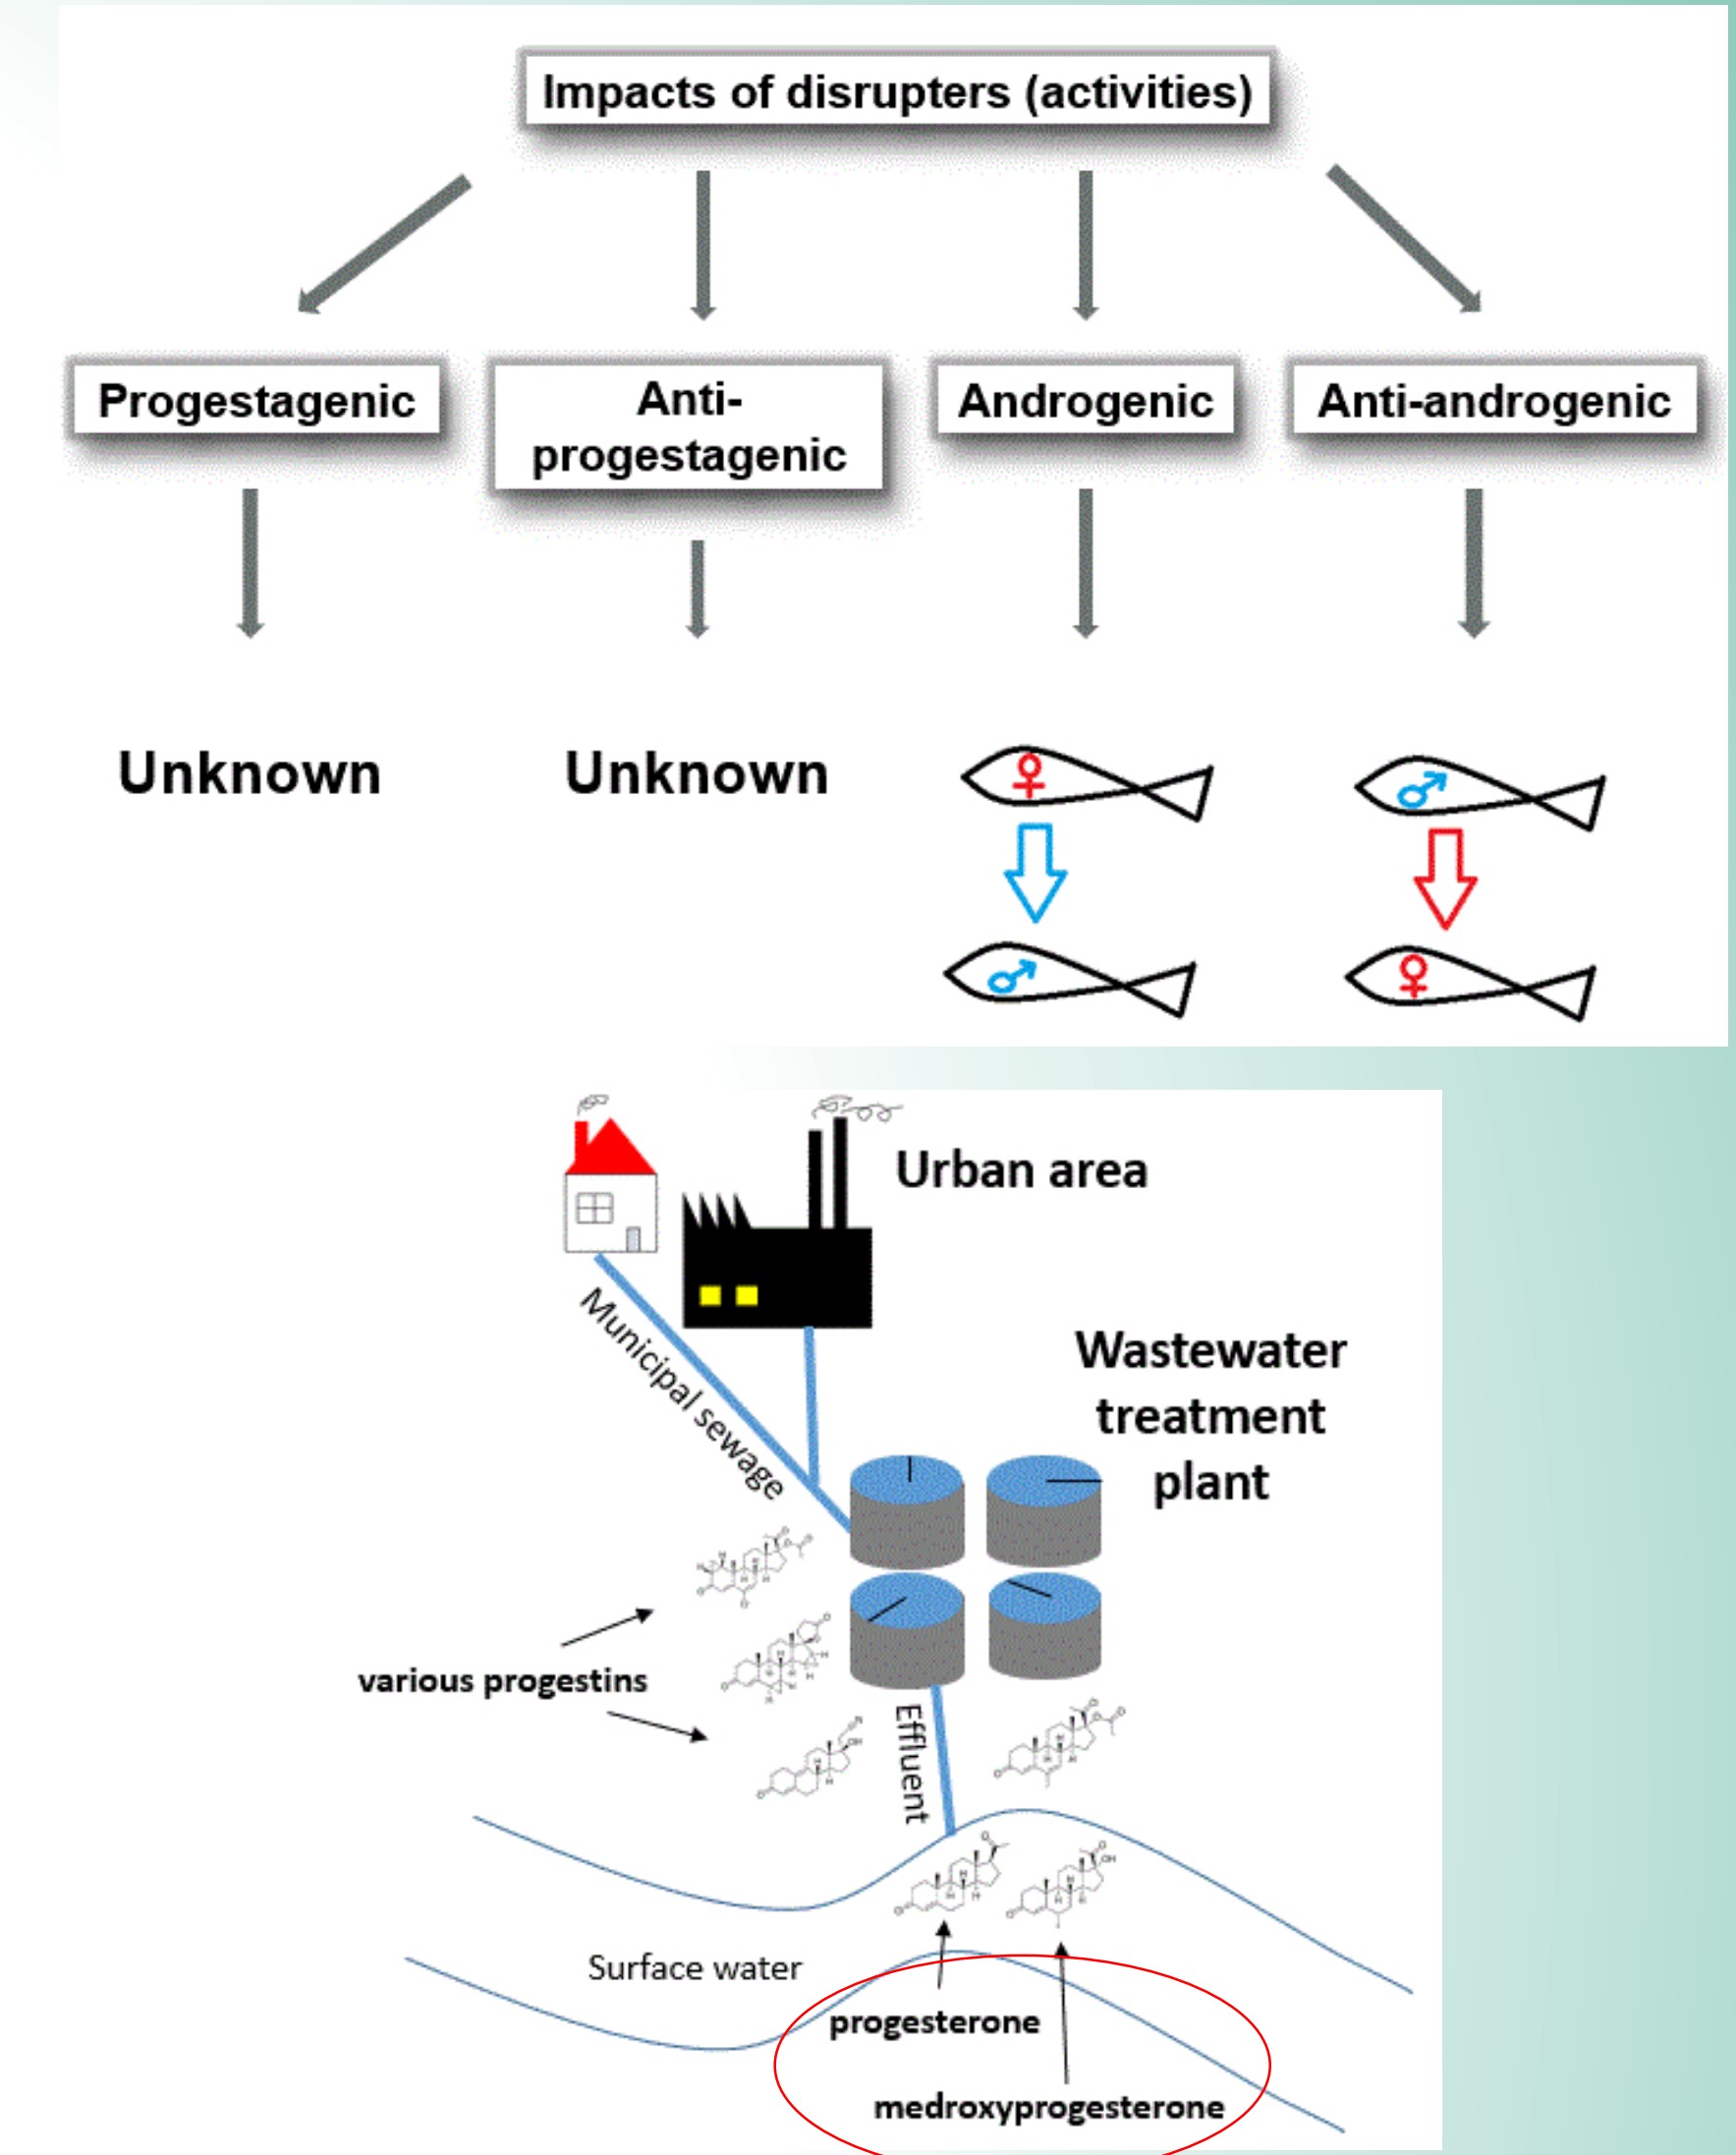 Impacts of disrupters (activities)
Progestagenic
Anti-
progestagenic
Androgenic
Anti-androgenic
Unknown
Unknown
Urban area
Municipal sewage
Wastewater
treatment
plant
various progestins
Effluent
Surface water
progesterone
medroxyprogesterone